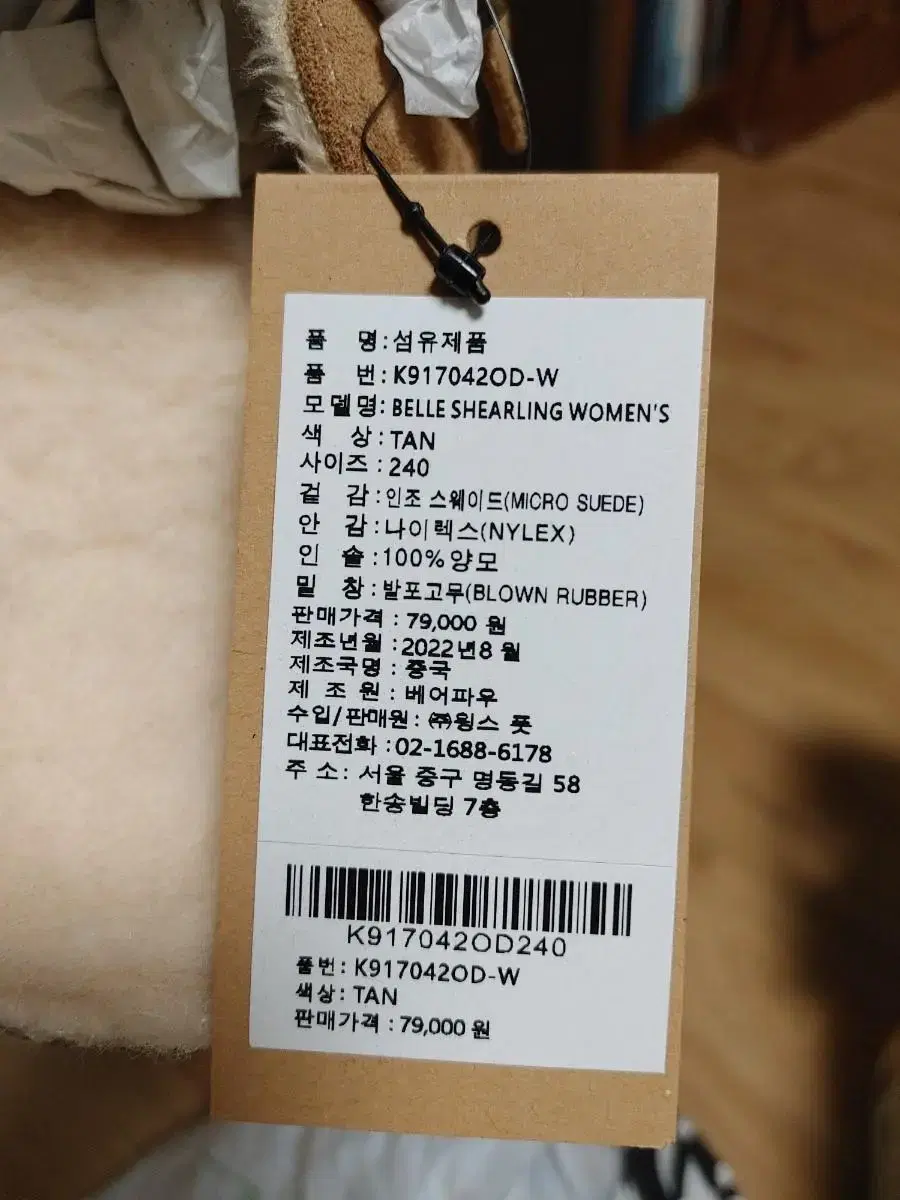 품 명:섬유제품
품 번:K917042OD-W
모델명:BELLE SHEARLING WOMEN'S
색 상:TAN
사이즈:240
겉 감:인조 스웨이드(MICRO SUEDE)
안 감:나이렉스(NYLEX)
인 솔:100%양모
밑 창:발포고무(BLOWN RUBBER)
판매가격:79,000 원
제조년월:2022년8 월
제조국명:중국
제 조 원:베어파우
수입/판매원:㈜윙스 풋
대표전화:02-1688-6178
주 소: 서울 중구 명동길 58
한송빌딩 7층
K917042OD240
품번:K917042OD-W
색상:TAN
판매가격:79,000 원